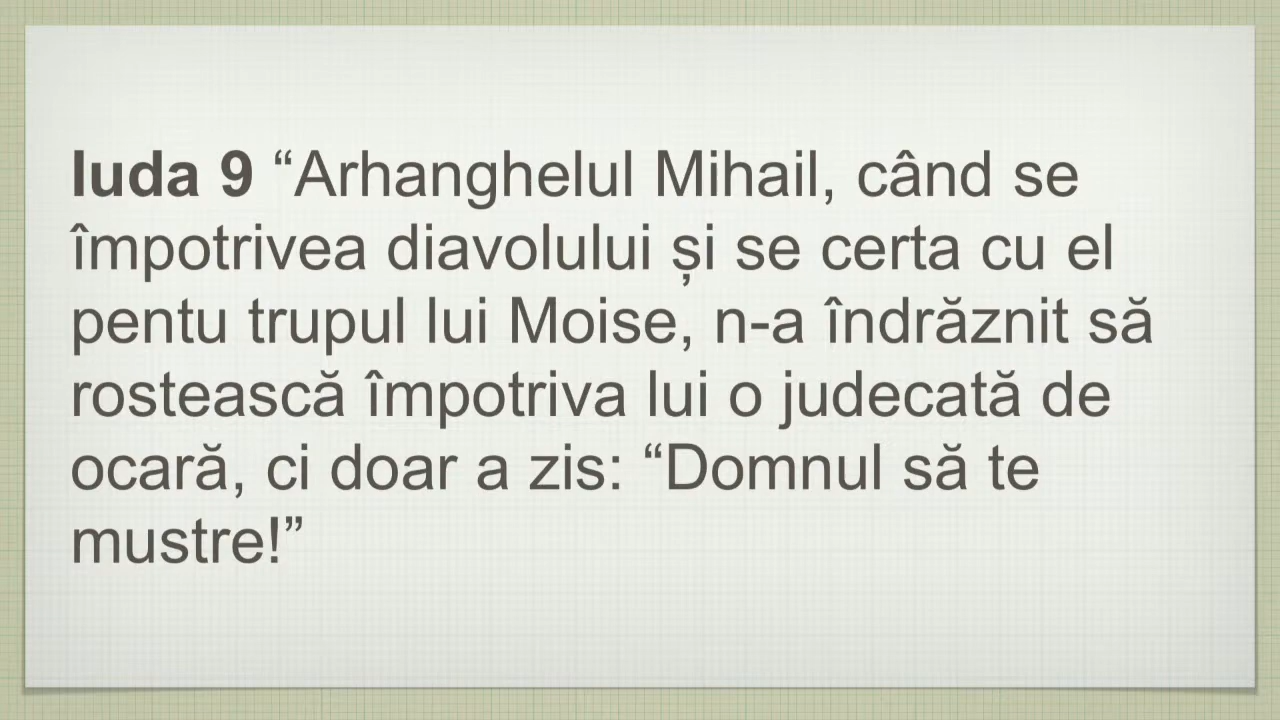 Iuda 9 “Arhanghelul Mihail, când se
împotrivea diavolului și se certa cu el
pentu trupul lui Moise, n-a îndrăznit să
rostească împotriva lui o judecată de
ocară, ci doar a zis: “Domnul să te
mustre!”